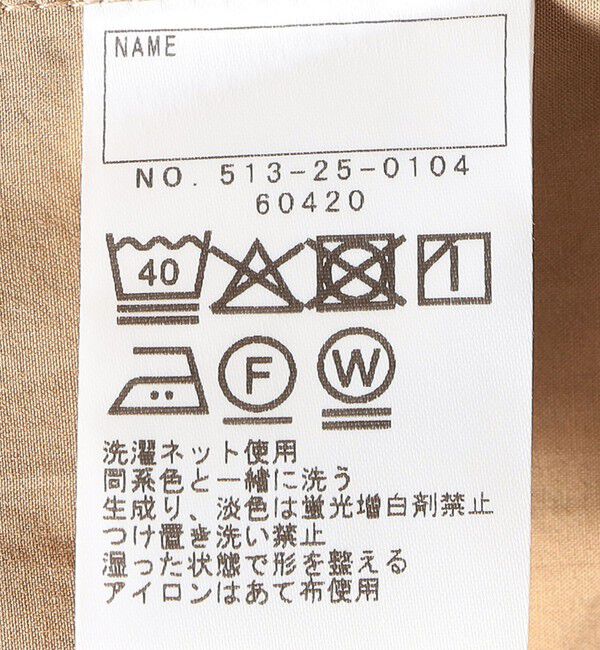 NAME
NO. 513-25-0104
60420
40
F W
洗濯ネット使用
同系色と一緒に洗う
生成り、淡色は蛍光増白剤禁止
つけ置き洗い禁止
湿った状態で形を整える
アイロンはあて布使用